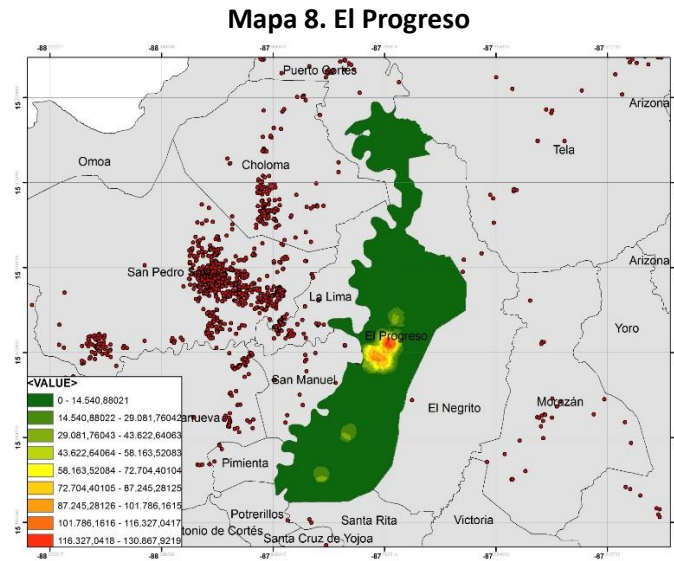 Mapa 8. El Progreso
Puerto Cortés
Arizona
Tela
Omoa
Choloma
San Pedro S
Arizona
La Lima
El Progreso
Yoro
San Manuel
El Negrito
Morazán
anueva
Pimienta
Potrerillos
Santa Rita
Victoria
tonio de Cortés
Santa Cruz de Yojoa
<VALUE>
0 - 14.540,88021
14.540,88022 - 29.081,76042
29.081,76043 - 43.622,64063
43.622,64064 - 58.163,52083
58.163,52084 - 72.704,40104
72.704,40105 - 87.245,28125
87.245,28126 - 101.786,1615
101.786,1616 - 116.327,0417
116.327,0418 - 130.867,9219